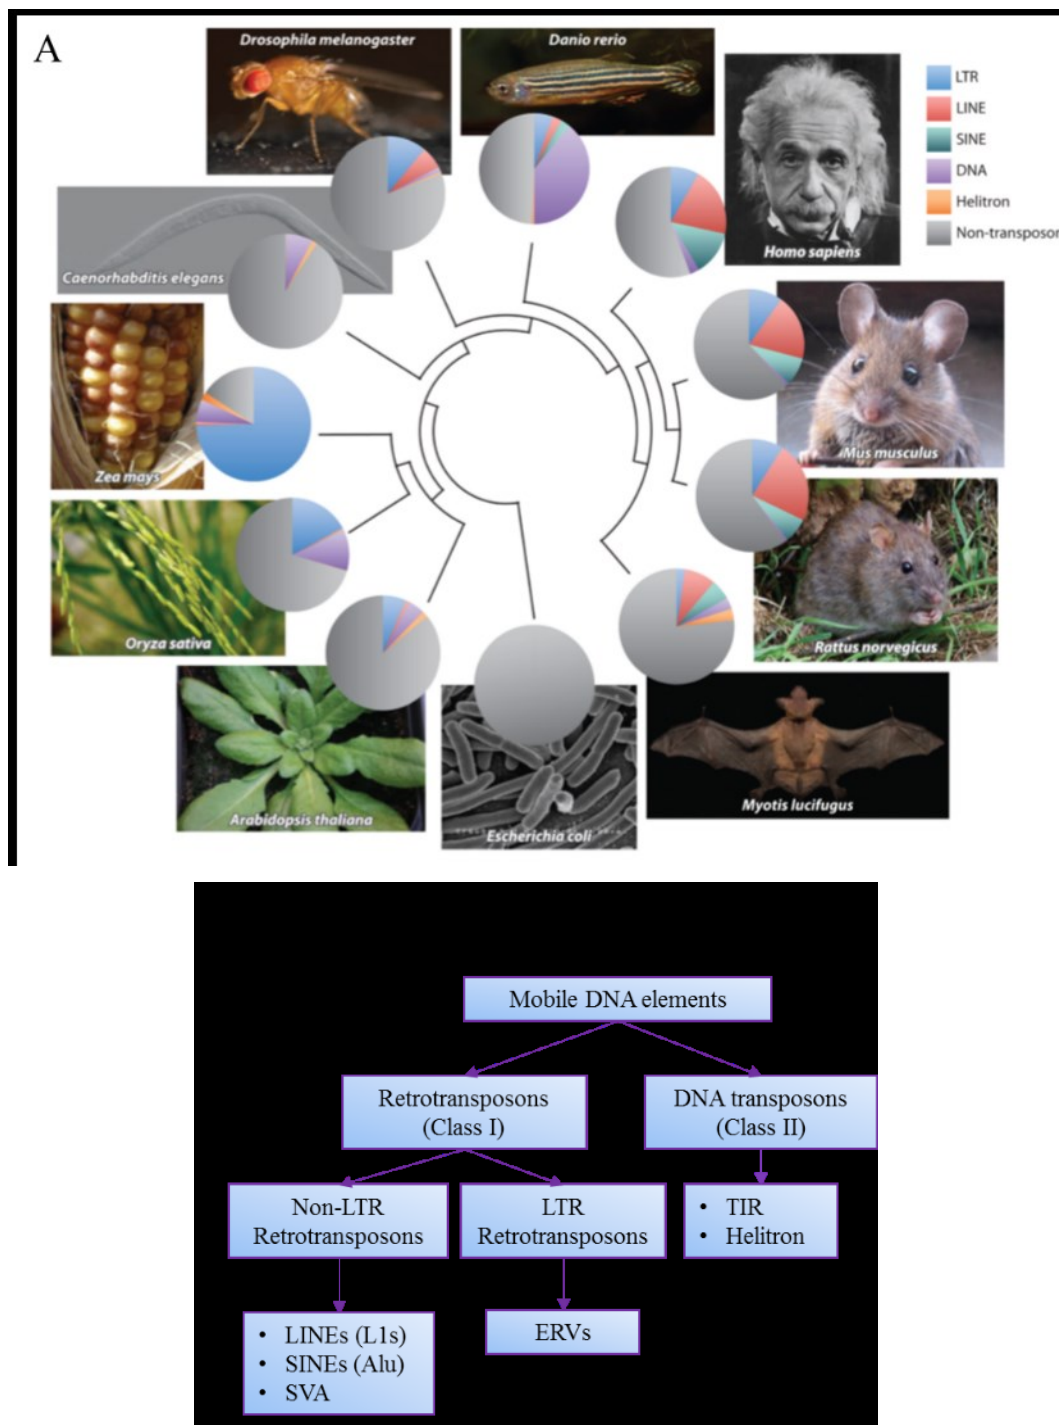 A
Drosophila melanogaster
Danio rerio
Homo sapiens
LTR
LINE
SINE
DNA
Helitron
Non-transposon
Caenorhabditis elegans
Mus musculus
Zea mays
Rattus norvegicus
Oryza sativa
Myotis lucifugus
Arabidopsis thaliana
Escherichia coli
Mobile DNA elements
Retrotransposons
(Class I)
DNA transposons
(Class II)
Non-LTR
Retrotransposons
LTR
Retrotransposons
• TIR
• Helitron
• LINEs (L1s)
• SINEs (Alu)
• SVA
ERVs